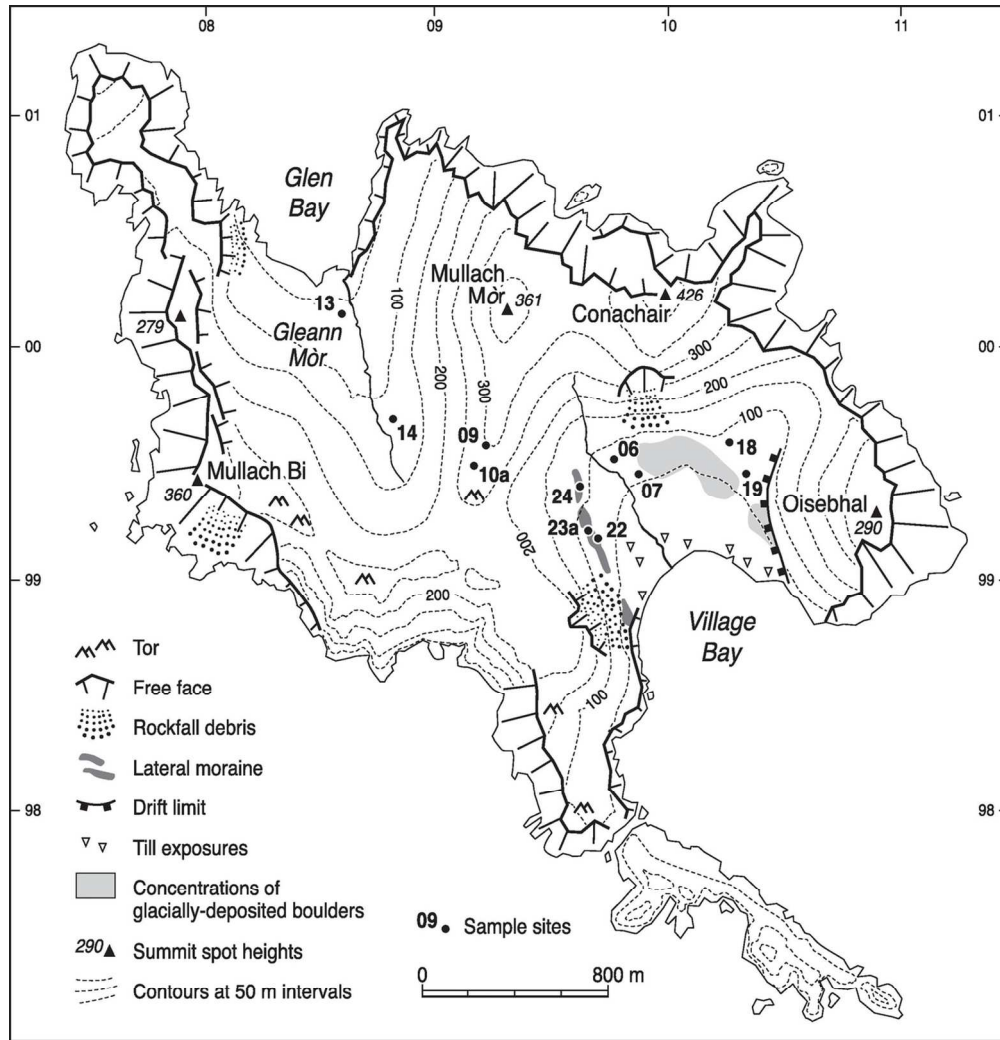 08 09 10 11
01 01
Glen
Bay
Mullach
Mòr 361
426
Conachair
13
279
Gleann
Mòr
100
00 00
300
200
200
300
100
14
09
10a
06
07
18
19
Mullach Bi
360
24
23a 22
Oisebhal
290
200
99 99
200
Village
Bay
100
Tor
Free face
Rockfall debris
Lateral moraine
Drift limit
98 98
Till exposures
Concentrations of
glacially-deposited boulders
290 Summit spot heights
Contours at 50 m intervals
09 Sample sites
0 800 m